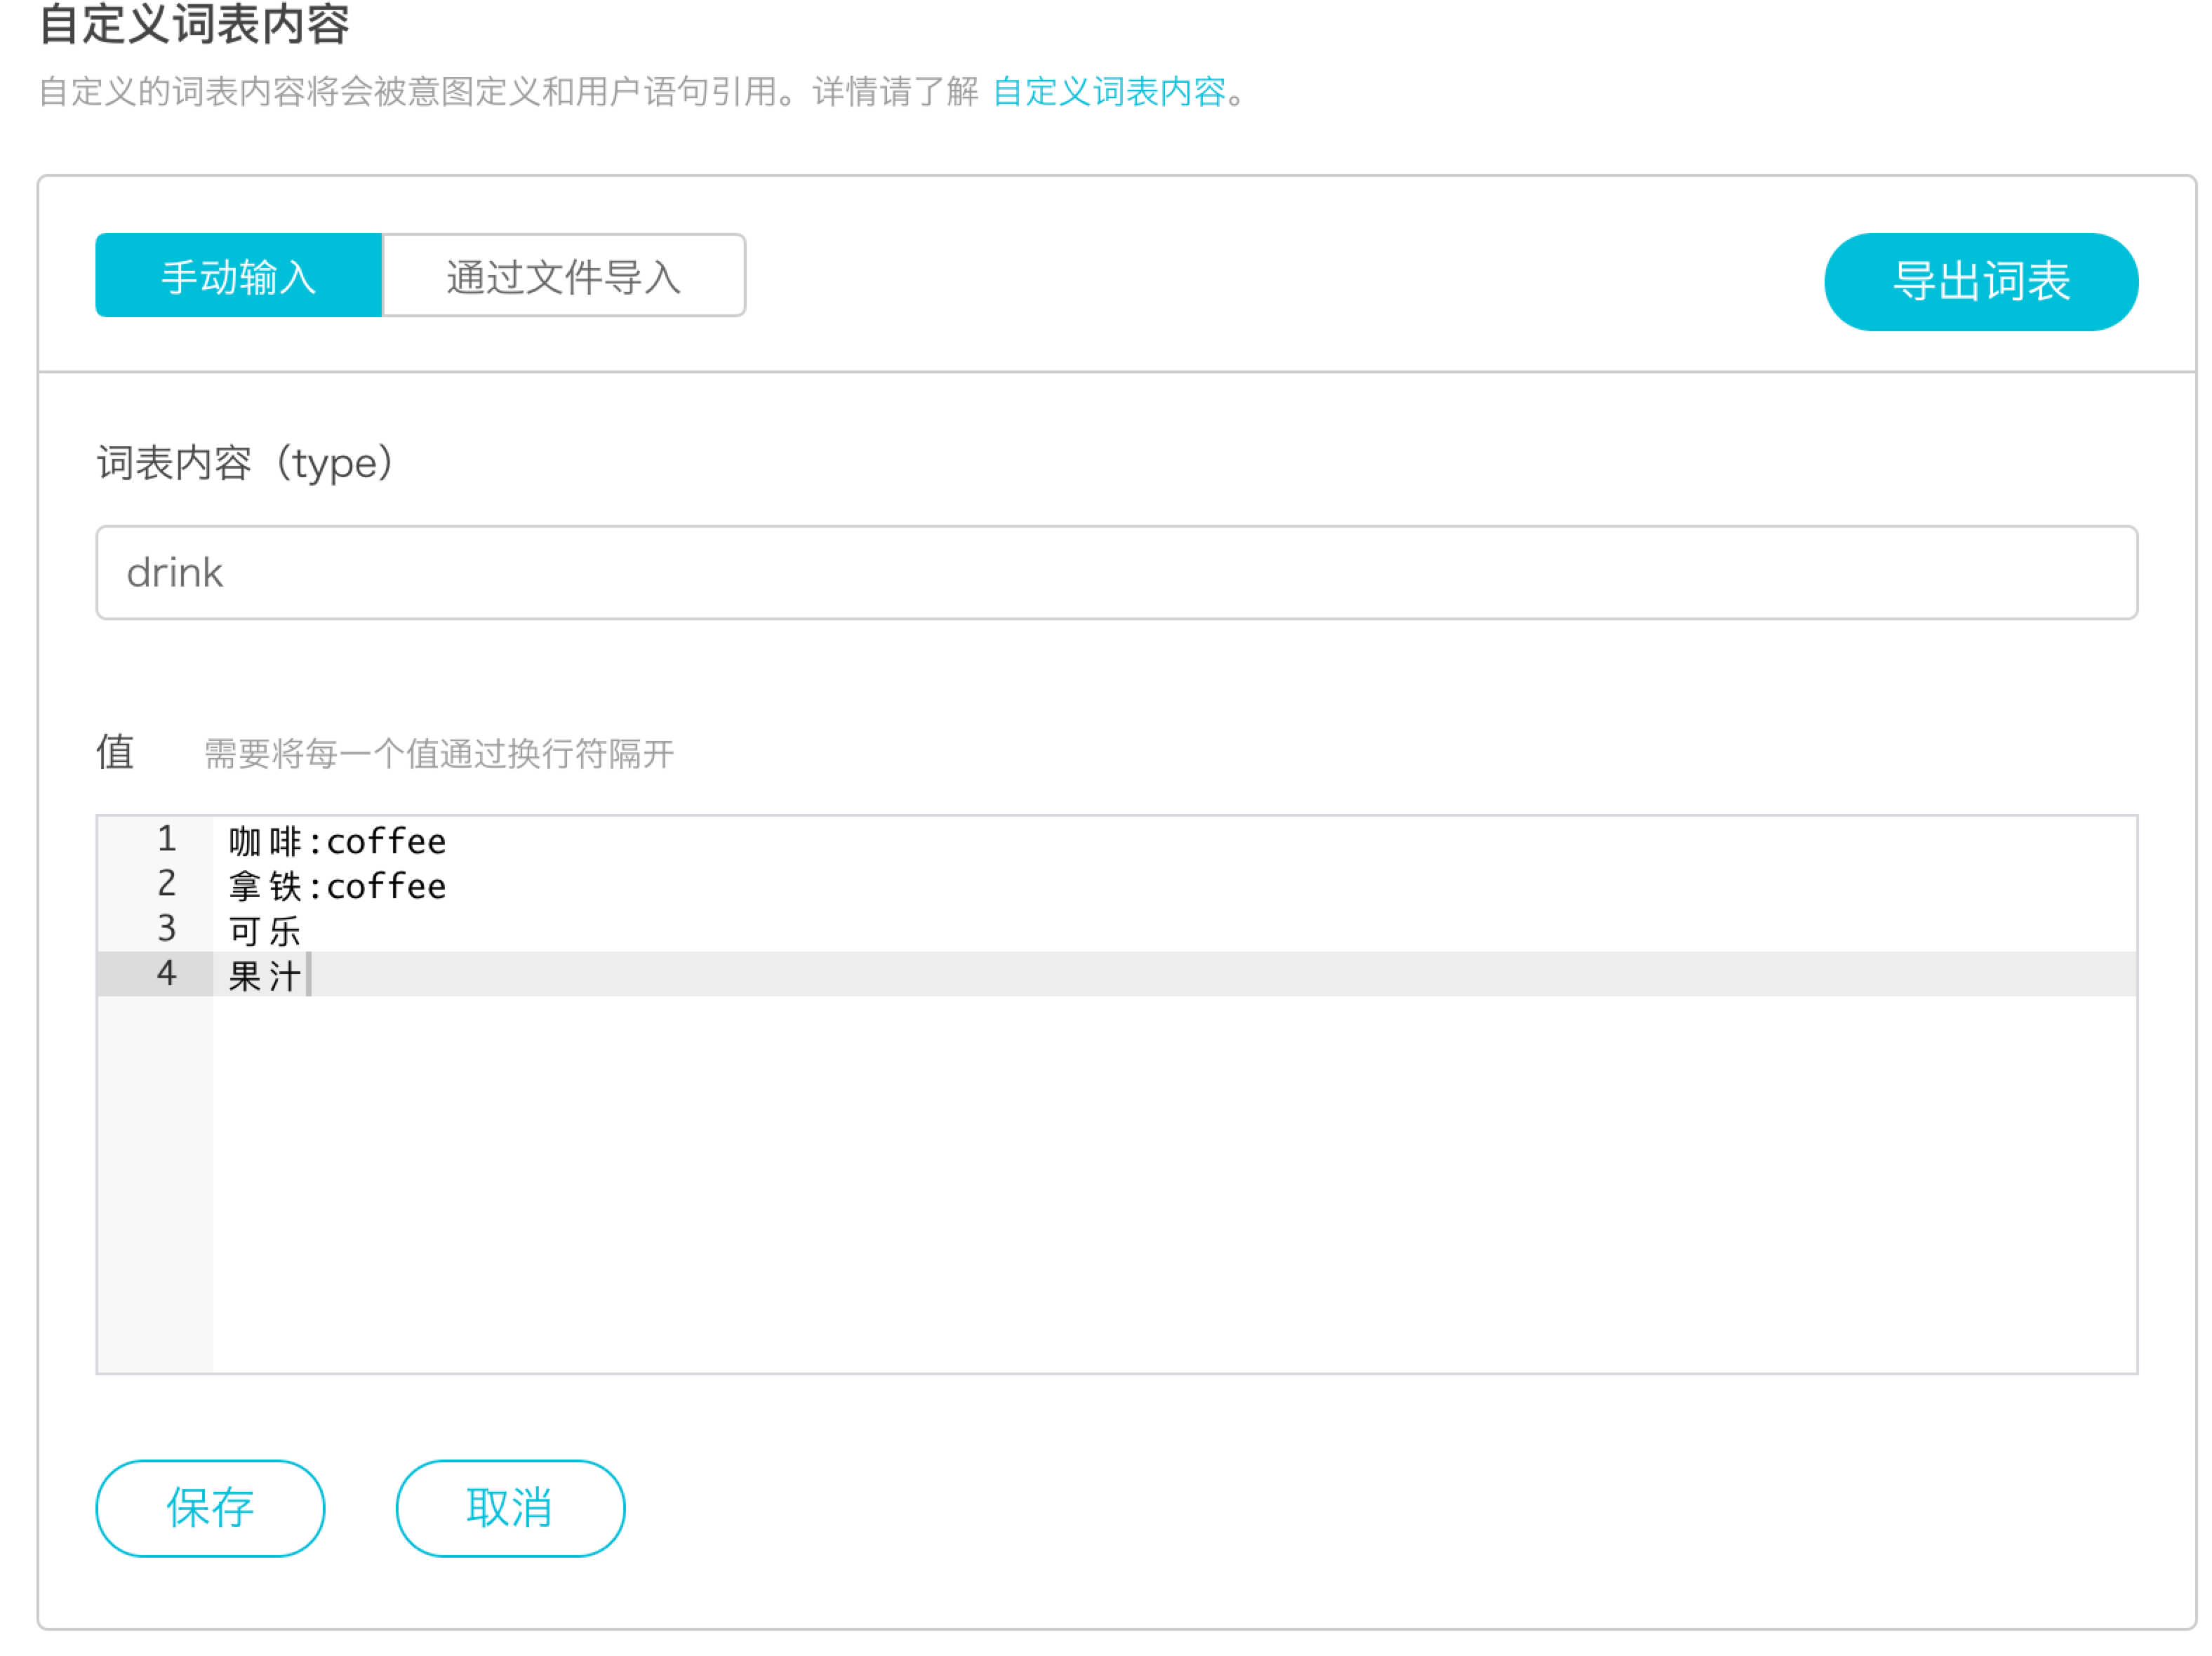 自定义词表内容
自定义的词表内容将会被意图定义和用户语句引用。详情请了解 自定义词表内容。
手动输入 通过文件导入 导出词表
词表内容（type）
drink
值 需要将每一个值通过换行符隔开
1 咖啡:coffee
2 拿铁:coffee
3 可乐
4 果汁
保存 取消